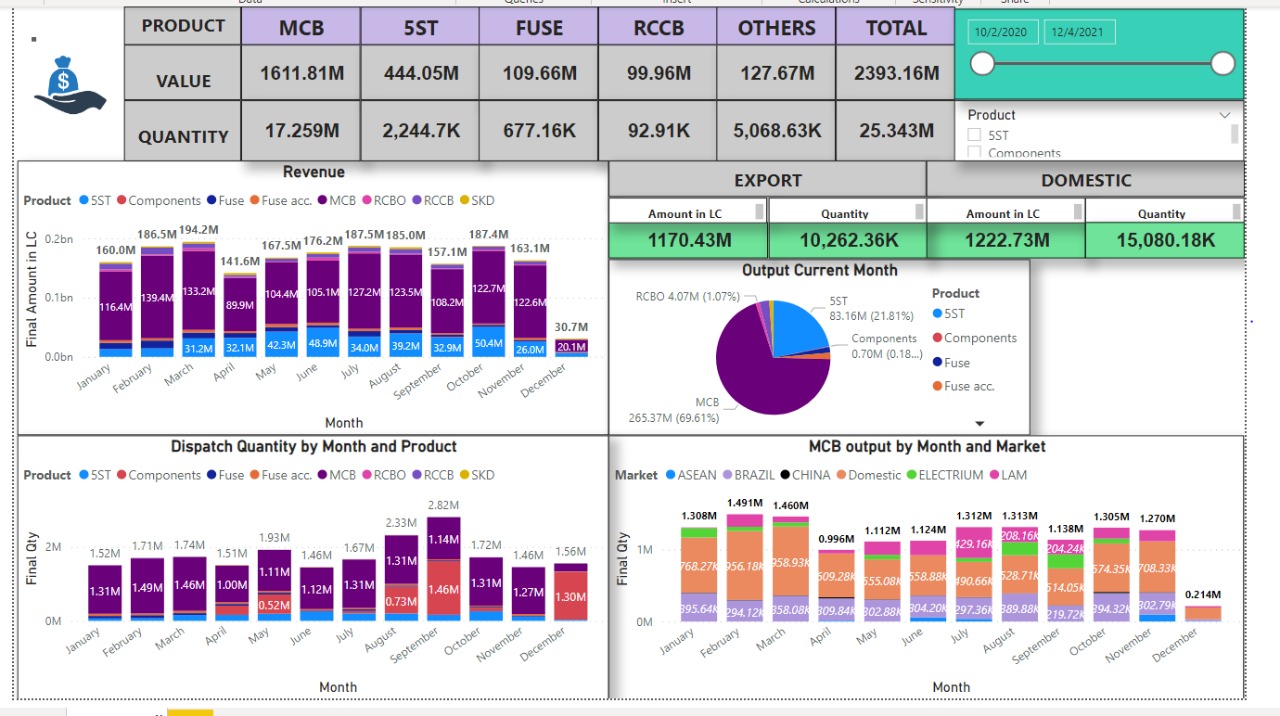 PRODUCT MCB 5ST FUSE RCCB OTHERS TOTAL
VALUE 1611.81M 444.05M 109.66M 99.96M 127.67M 2393.16M
QUANTITY 17.259M 2,244.7K 677.16K 92.91K 5,068.63K 25.343M
$
10/2/2020 12/4/2021
Product
5ST
Components
Revenue
Product 5ST Components Fuse Fuse acc. MCB RCBO RCCB SKD
Final Amount in LC
0.2bn
0.1bn
0.0bn
160.0M 186.5M 194.2M 141.6M 167.5M 176.2M 187.5M 185.0M 157.1M 187.4M 163.1M 30.7M
116.4M 139.4M 133.2M 89.9M 104.4M 105.1M 127.2M 123.5M 108.2M 122.7M 122.6M 20.1M
31.2M 32.1M 42.3M 48.9M 34.0M 39.2M 32.9M 50.4M 26.0M
January February March April May June July August September October November December
Month
EXPORT DOMESTIC
Amount in LC Quantity Amount in LC Quantity
1170.43M 10,262.36K 1222.73M 15,080.18K
Output Current Month
RCBO 4.07M (1.07%)
5ST
83.16M (21.81%)
Components
0.70M (0.18...)
MCB
265.37M (69.61%)
Product
5ST
Components
Fuse
Fuse acc.
Dispatch Quantity by Month and Product
Product 5ST Components Fuse Fuse acc. MCB RCBO RCCB SKD
Final Qty
2M
0M
1.52M 1.71M 1.74M 1.51M 1.93M 1.46M 1.67M 2.33M 2.82M 1.72M 1.46M 1.56M
1.31M 1.49M 1.46M 1.00M 1.11M 1.12M 1.31M 1.31M 1.14M 1.31M 1.27M
0.52M 0.73M 1.46M 1.30M
January February March April May June July August September October November December
Month
MCB output by Month and Market
Market ASEAN BRAZIL CHINA Domestic ELECTRIUM LAM
Final Qty
1M
0M
1.308M 1.491M 1.460M 0.996M 1.112M 1.124M 1.312M 1.313M 1.138M 1.305M 1.270M 0.214M
429.16K 208.16K 204.24K
768.27K 956.18K 958.93K 609.28K 555.08K 558.88K 490.66K 528.71K 514.05K 574.35K 708.33K
395.64K 294.12K 358.08K 309.84K 302.88K 304.20K 297.36K 389.88K 219.72K 394.32K 302.79K
January February March April May June July August September October November December
Month